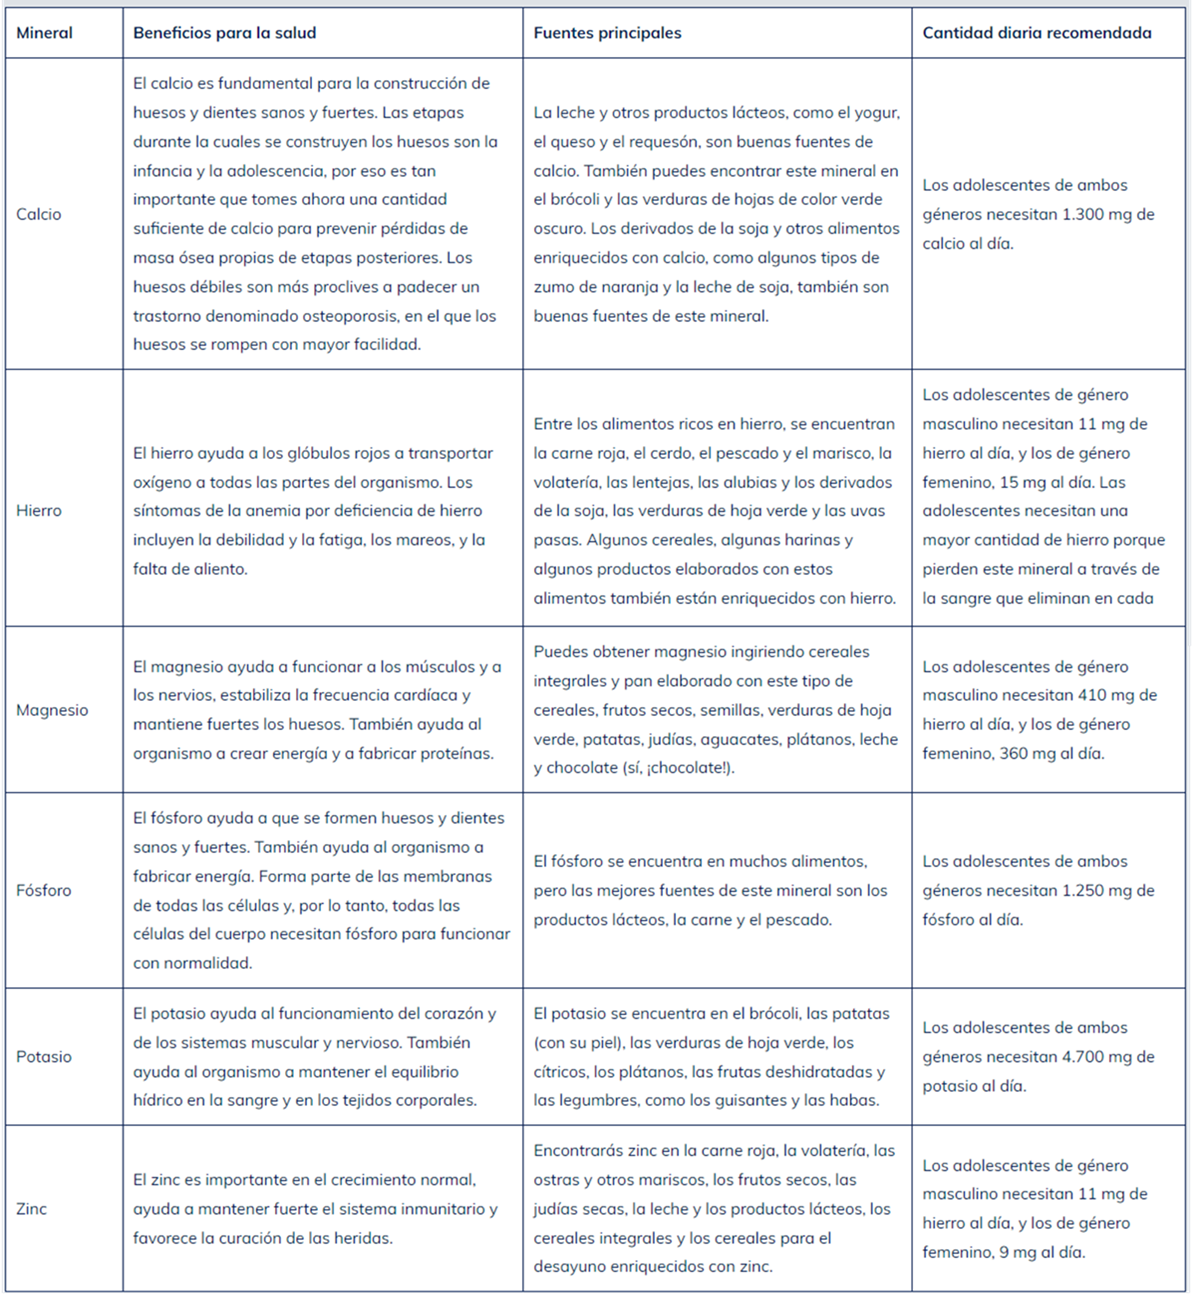 Mineral
Beneficios para la salud
Fuentes principales
Cantidad diaria recomendada
Calcio
El calcio es fundamental para la construcción de
huesos y dientes sanos y fuertes. Las etapas
durante la cuales se construyen los huesos son la
infancia y la adolescencia, por eso es tan
importante que tomes ahora una cantidad
suficiente de calcio para prevenir pérdidas de
masa ósea propias de etapas posteriores. Los
huesos débiles son más proclives a padecer un
trastorno denominado osteoporosis, en el que los
huesos se rompen con mayor facilidad.
La leche y otros productos lácteos, como el yogur,
el queso y el requesón, son buenas fuentes de
calcio. También puedes encontrar este mineral en
el brócoli y las verduras de hojas de color verde
oscuro. Los derivados de la soja y otros alimentos
enriquecidos con calcio, como algunos tipos de
zumo de naranja y la leche de soja, también son
buenas fuentes de este mineral.
Los adolescentes de ambos
géneros necesitan 1.300 mg de
calcio al día.
Hierro
El hierro ayuda a los glóbulos rojos a transportar
oxígeno a todas las partes del organismo. Los
síntomas de la anemia por deficiencia de hierro
incluyen la debilidad y la fatiga, los mareos, y la
falta de aliento.
Entre los alimentos ricos en hierro, se encuentran
la carne roja, el cerdo, el pescado y el marisco, la
volatería, las lentejas, las alubias y los derivados
de la soja, las verduras de hoja verde y las uvas
pasas. Algunos cereales, algunas harinas y
algunos productos elaborados con estos
alimentos también están enriquecidos con hierro.
Los adolescentes de género
masculino necesitan 11 mg de
hierro al día, y los de género
femenino, 15 mg al día. Las
adolescentes necesitan una
mayor cantidad de hierro porque
pierden este mineral a través de
la sangre que eliminan en cada
Magnesio
El magnesio ayuda a funcionar a los músculos y a
los nervios, estabiliza la frecuencia cardíaca y
mantiene fuertes los huesos. También ayuda al
organismo a crear energía y a fabricar proteínas.
Puedes obtener magnesio ingiriendo cereales
integrales y pan elaborado con este tipo de
cereales, frutos secos, semillas, verduras de hoja
verde, patatas, judías, aguacates, plátanos, leche
y chocolate (sí, ¡chocolate!).
Los adolescentes de género
masculino necesitan 410 mg de
hierro al día, y los de género
femenino, 360 mg al día.
Fósforo
El fósforo ayuda a que se formen huesos y dientes
sanos y fuertes. También ayuda al organismo a
fabricar energía. Forma parte de las membranas
de todas las células y, por lo tanto, todas las
células del cuerpo necesitan fósforo para funcionar
con normalidad.
El fósforo se encuentra en muchos alimentos,
pero las mejores fuentes de este mineral son los
productos lácteos, la carne y el pescado.
Los adolescentes de ambos
géneros necesitan 1.250 mg de
fósforo al día.
Potasio
El potasio ayuda al funcionamiento del corazón y
de los sistemas muscular y nervioso. También
ayuda al organismo a mantener el equilibrio
hídrico en la sangre y en los tejidos corporales.
El potasio se encuentra en el brócoli, las patatas
(con su piel), las verduras de hoja verde, los
cítricos, los plátanos, las frutas deshidratadas y
las legumbres, como los guisantes y las habas.
Los adolescentes de ambos
géneros necesitan 4.700 mg de
potasio al día.
Zinc
El zinc es importante en el crecimiento normal,
ayuda a mantener fuerte el sistema inmunitario y
favorece la curación de las heridas.
Encontrarás zinc en la carne roja, la volatería, las
ostras y otros mariscos, los frutos secos, las
judías secas, la leche y los productos lácteos, los
cereales integrales y los cereales para el
desayuno enriquecidos con zinc.
Los adolescentes de género
masculino necesitan 11 mg de
hierro al día, y los de género
femenino, 9 mg al día.